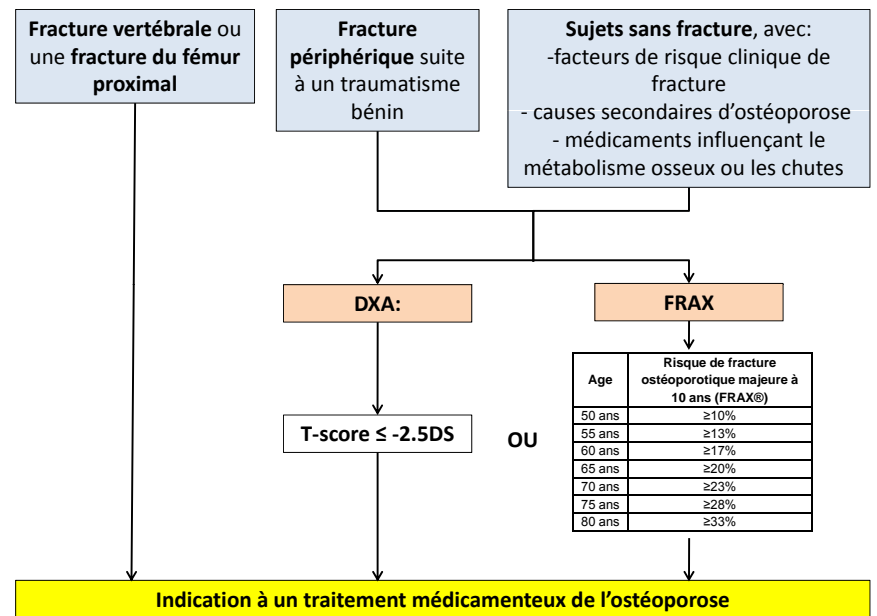 Fracture vertébrale ou
une fracture du fémur
proximal
Fracture
périphérique suite
à un traumatisme
bénin
Sujets sans fracture, avec:
-facteurs de risque clinique de
fracture
- causes secondaires d’ostéoporose
- médicaments influençant le
métabolisme osseux ou les chutes
DXA:
FRAX
T-score ≤ -2.5DS
OU
Age
Risque de fracture
ostéoporotique majeure à
10 ans (FRAX®)
50 ans ≥10%
55 ans ≥13%
60 ans ≥17%
65 ans ≥20%
70 ans ≥23%
75 ans ≥28%
80 ans ≥33%
Indication à un traitement médicamenteux de l’ostéoporose